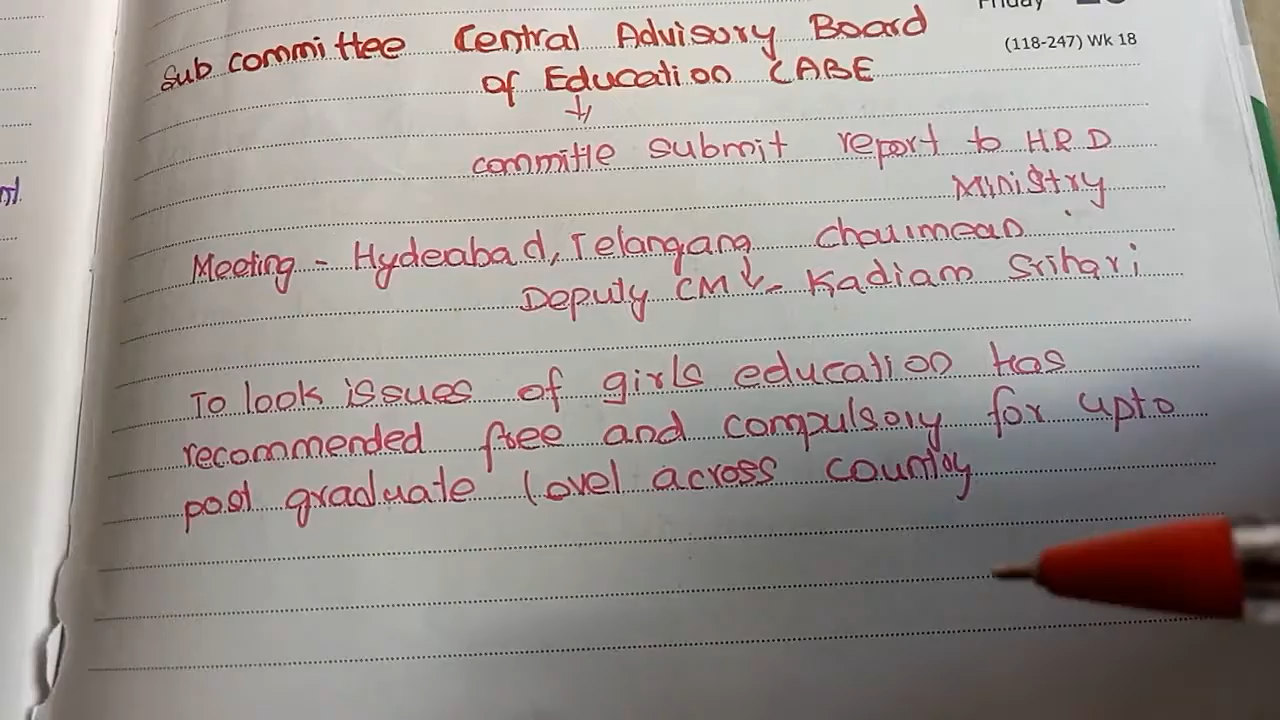 Friday
(118-247) Wk 18
Sub committee Central Advisory Board
of Education CABE
committe submit report to HRD
Ministry
Meeting - Hydeabad, Telangang chauimean
Deputy CM - Kadiam Srihari
To look issues of girls education has
recommended free and compulsory for upto
post graduate level across country